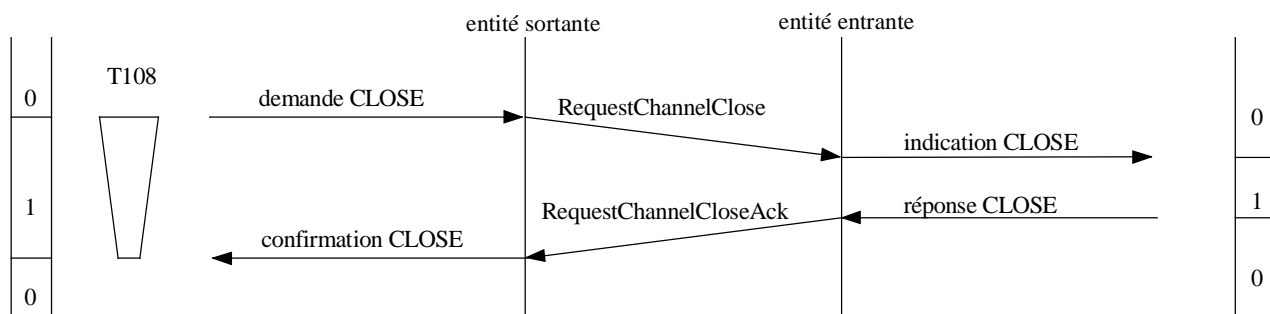 entité sortante
entité entrante
T108
0
demande CLOSE
RequestChannelClose
0
indication CLOSE
1
RequestChannelCloseAck
réponse CLOSE
1
confirmation CLOSE
0
0